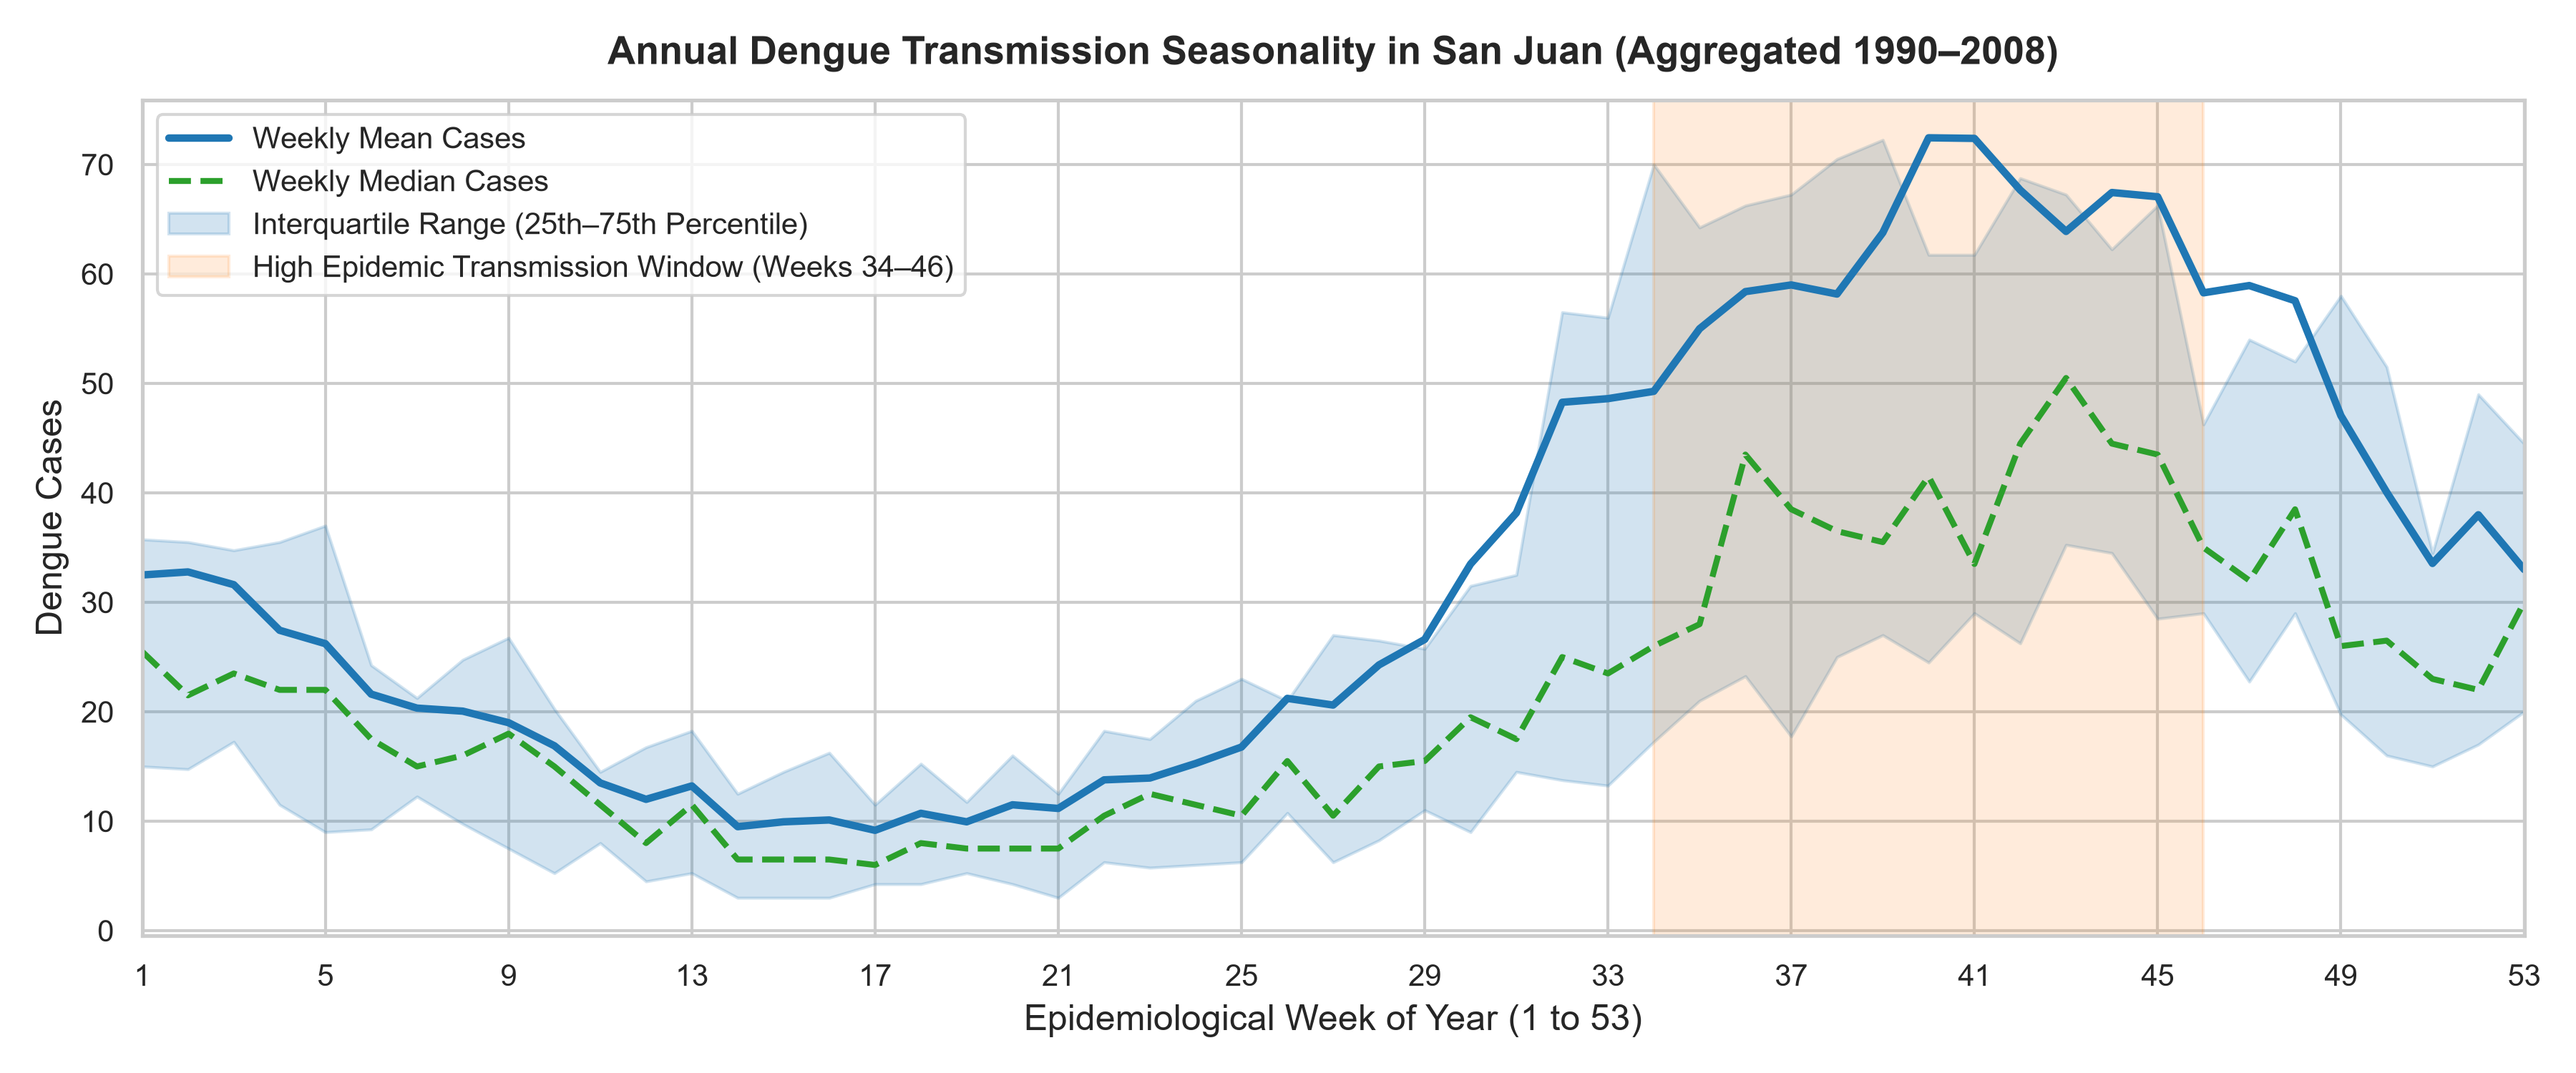 Annual Dengue Transmission Seasonality in San Juan (Aggregated 1990–2008)
Weekly Mean Cases
Weekly Median Cases
Interquartile Range (25th–75th Percentile)
High Epidemic Transmission Window (Weeks 34–46)
Dengue Cases
70
60
50
40
30
20
10
0
1 5 9 13 17 21 25 29 33 37 41 45 49 53
Epidemiological Week of Year (1 to 53)